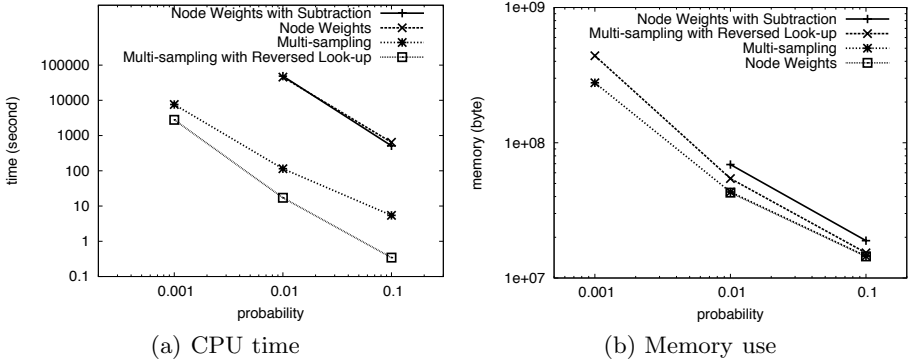 Node Weights with Subtraction
Node Weights
Multi-sampling
Multi-sampling with Reversed Look-up
time (second)
100000
10000
1000
100
10
1
0.1
0.001
0.01
0.1
probability
(a) CPU time
Node Weights with Subtraction
Multi-sampling with Reversed Look-up
Multi-sampling
Node Weights
memory (byte)
1e+09
1e+08
1e+07
0.001
0.01
0.1
probability
(b) Memory use